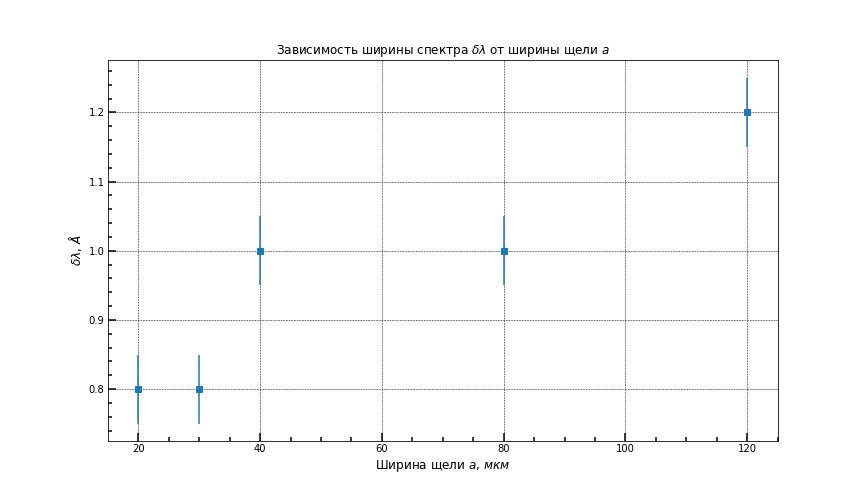 Зависимость ширины спектра δλ от ширины щели a
1.2
1.1
1.0
0.9
0.8
δλ, Å
20 40 60 80 100 120
Ширина щели a, мкм